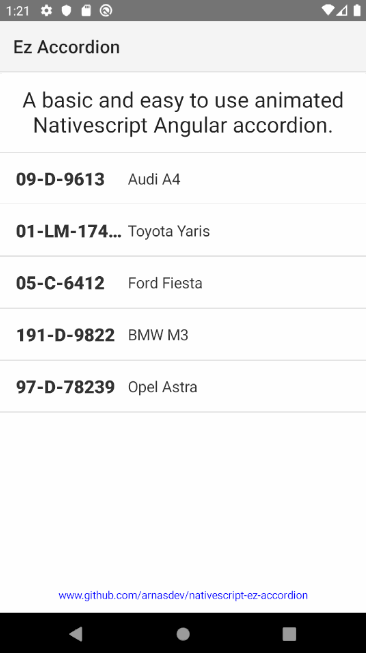 1:21
Ez Accordion
A basic and easy to use animated
Nativescript Angular accordion.
09-D-9613 Audi A4
01-LM-174... Toyota Yaris
05-C-6412 Ford Fiesta
191-D-9822 BMW M3
97-D-78239 Opel Astra
www.github.com/arnasdev/nativescript-ez-accordion